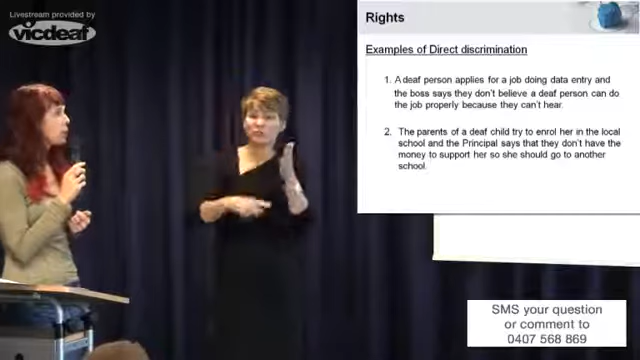 Livestream provided by
vicdeaf
Rights
Examples of Direct discrimination
1. A deaf person applies for a job doing data entry and
the boss says they don't believe a deaf person can do
the job properly because they can't hear.
2. The parents of a deaf child try to enrol her in the local
school and the Principal says that they don't have the
money to support her so she should go to another
school.
SMS your question
or comment to
0407 568 869